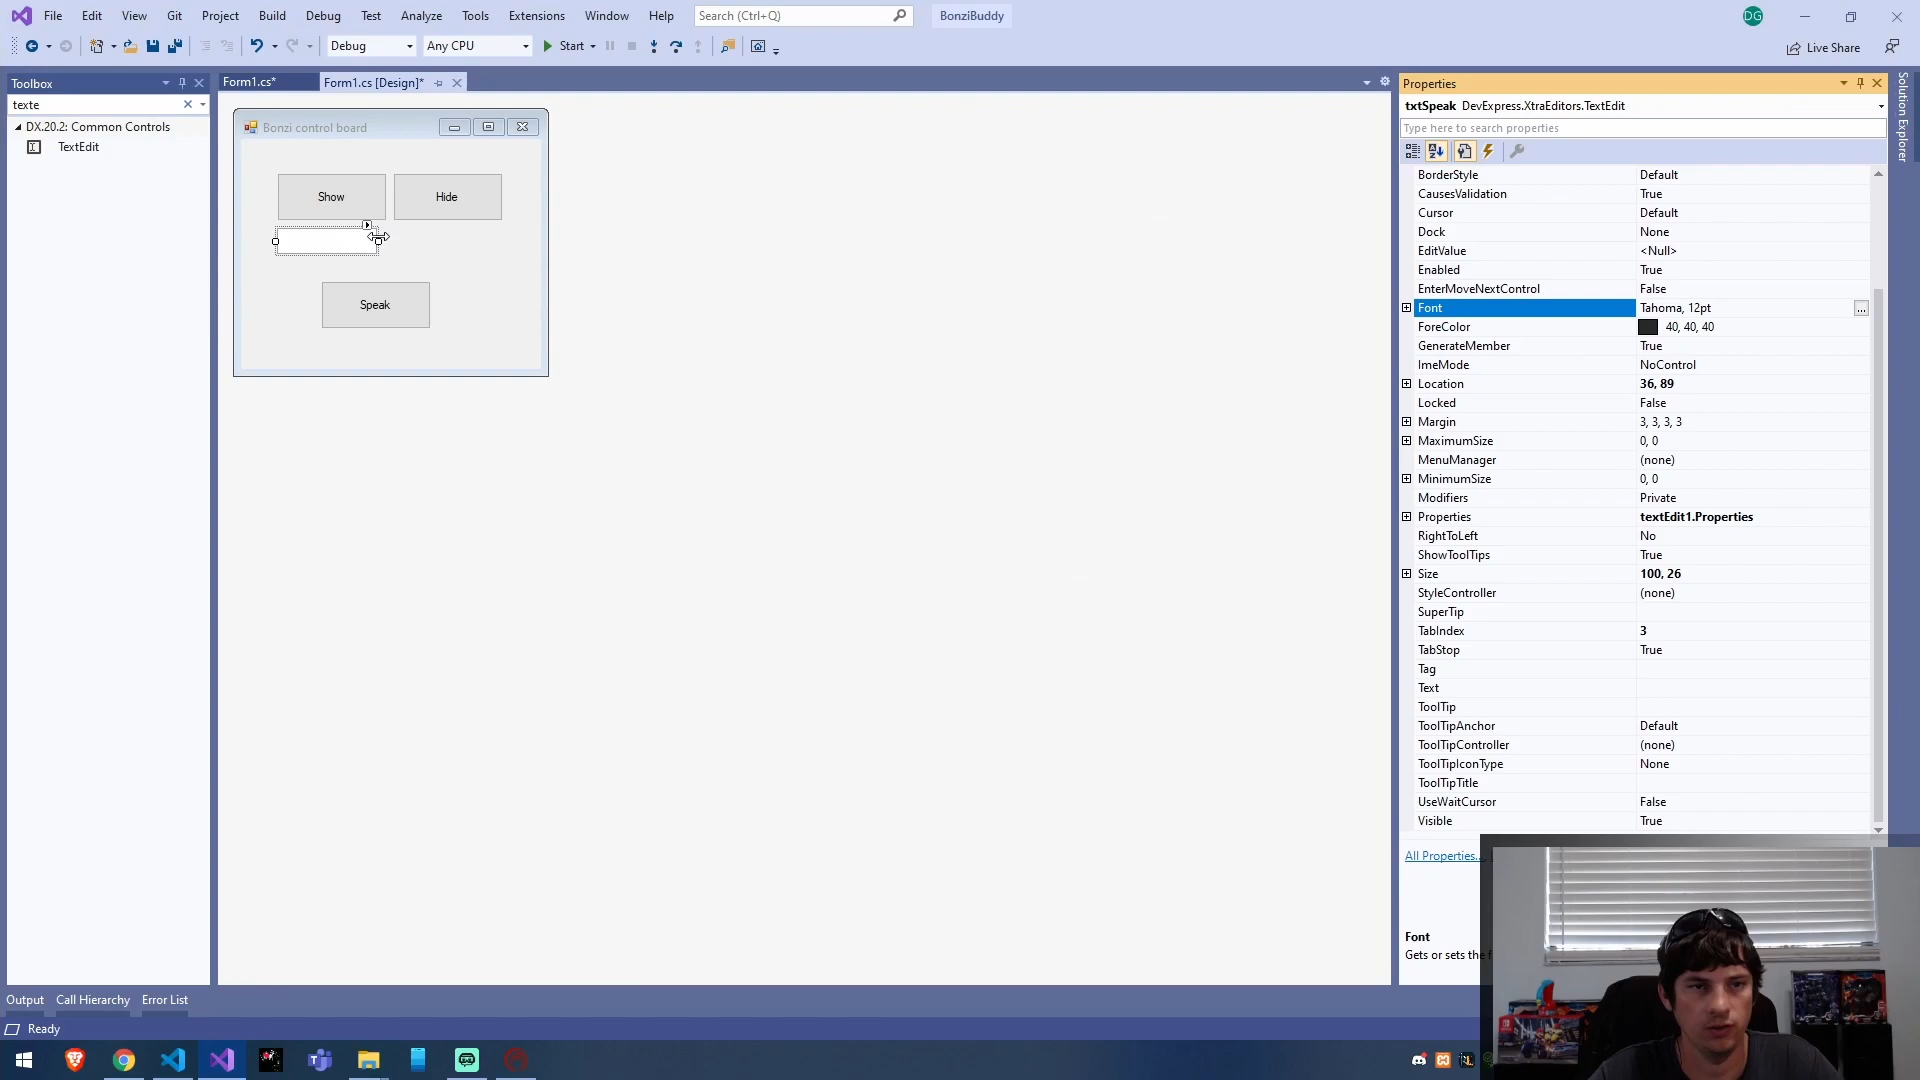 File Edit View Git Project Build Debug Test Analyze Tools Extensions Window Help Search (Ctrl+Q) BonziBuddy DG
Debug Any CPU Start Live Share
Toolbox
texte
DX.20.2: Common Controls
TextEdit
Form1.cs* Form1.cs [Design]*
Bonzi control board
Show Hide
Speak
Properties
txtSpeak DevExpress.XtraEditors.TextEdit
Type here to search properties
BorderStyle Default
CausesValidation True
Cursor Default
Dock None
EditValue <Null>
Enabled True
EnterMoveNextControl False
Font Tahoma, 12pt ...
ForeColor 40, 40, 40
GenerateMember True
ImeMode NoControl
Location 36, 89
Locked False
Margin 3, 3, 3, 3
MaximumSize 0, 0
MenuManager (none)
MinimumSize 0, 0
Modifiers Private
Properties textEdit1.Properties
RightToLeft No
ShowToolTips True
Size 100, 26
StyleController (none)
SuperTip
TabIndex 3
TabStop True
Tag
Text
ToolTip
ToolTipAnchor Default
ToolTipController (none)
ToolTipIconType None
ToolTipTitle
UseWaitCursor False
Visible True
All Properties...
Font
Gets or sets the f
Solution Explorer
Output Call Hierarchy Error List
Ready